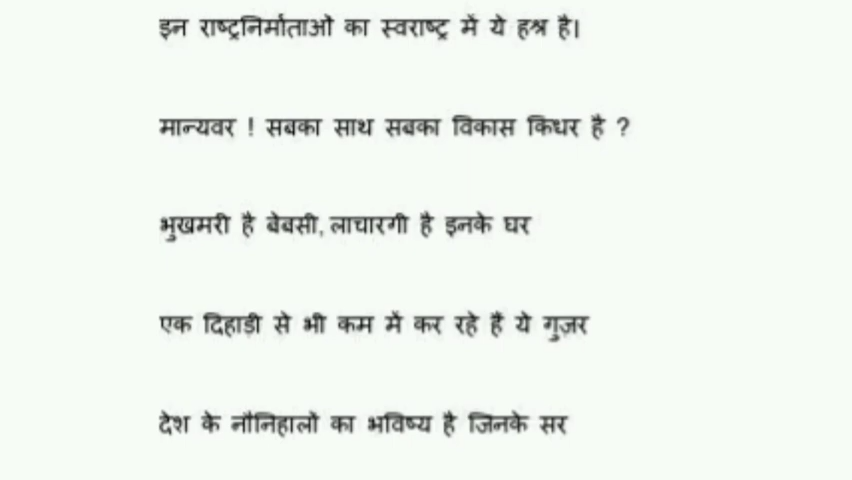 इन राष्ट्रनिर्माताओं का स्वराष्ट्र में ये हश्र है।
मान्यवर ! सबका साथ सबका विकास किधर है ?
भुखमरी है बेबसी, लाचारगी है इनके घर
एक दिहाड़ी से भी कम में कर रहे हैं ये गुज़र
देश के नौनिहालों का भविष्य है जिनके सर